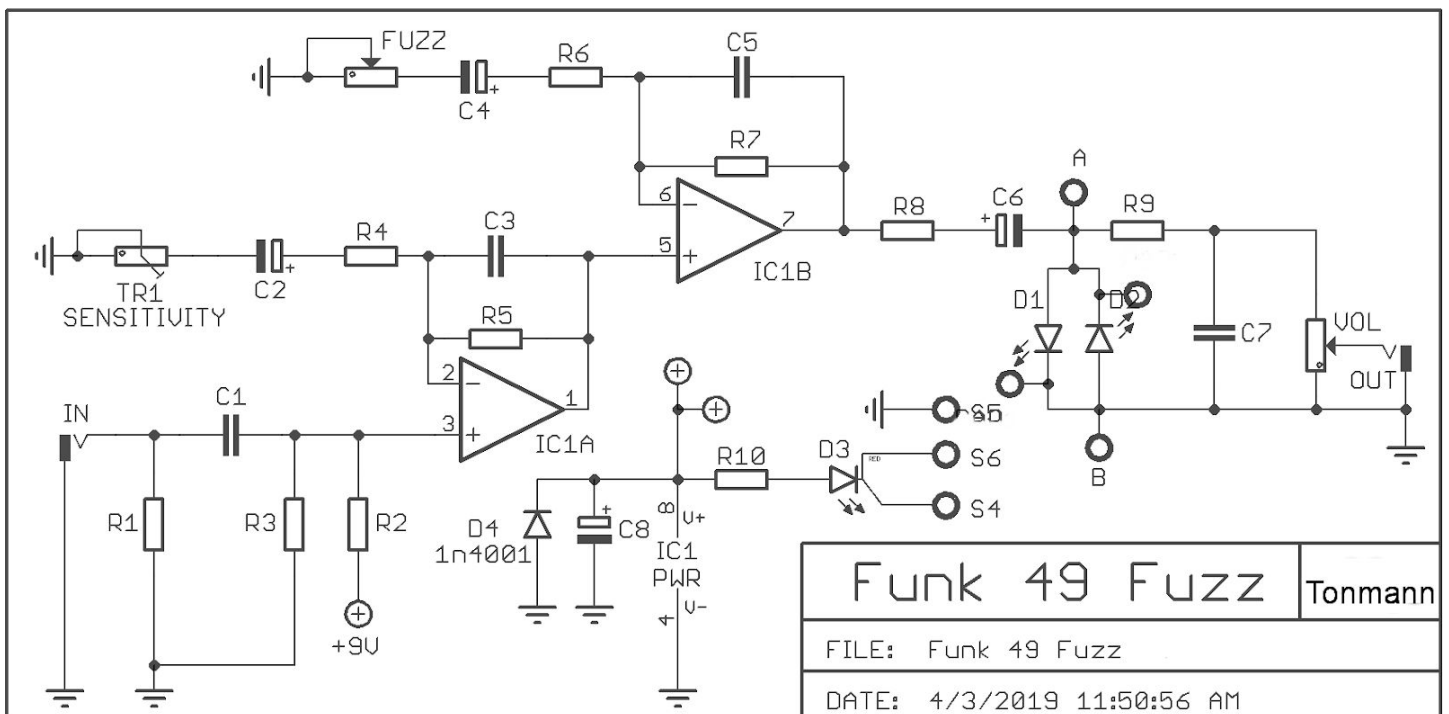 FUZZ
C4
R6
C5
R7
6
5
7
IC1B
A
R8
C6
R9
TR1
SENSITIVITY
C2
R4
C3
R5
2
3
1
IC1A
D1
D2
C7
VOL
OUT
B
IN
C1
R1
R3
R2
+9V
D4
1n4001
C8
8
V+
IC1
PWR
4
V-
R10
D3
RED
S5
S6
S4
Funk 49 Fuzz
Tonmann
FILE: Funk 49 Fuzz
DATE: 4/3/2019 11:50:56 AM